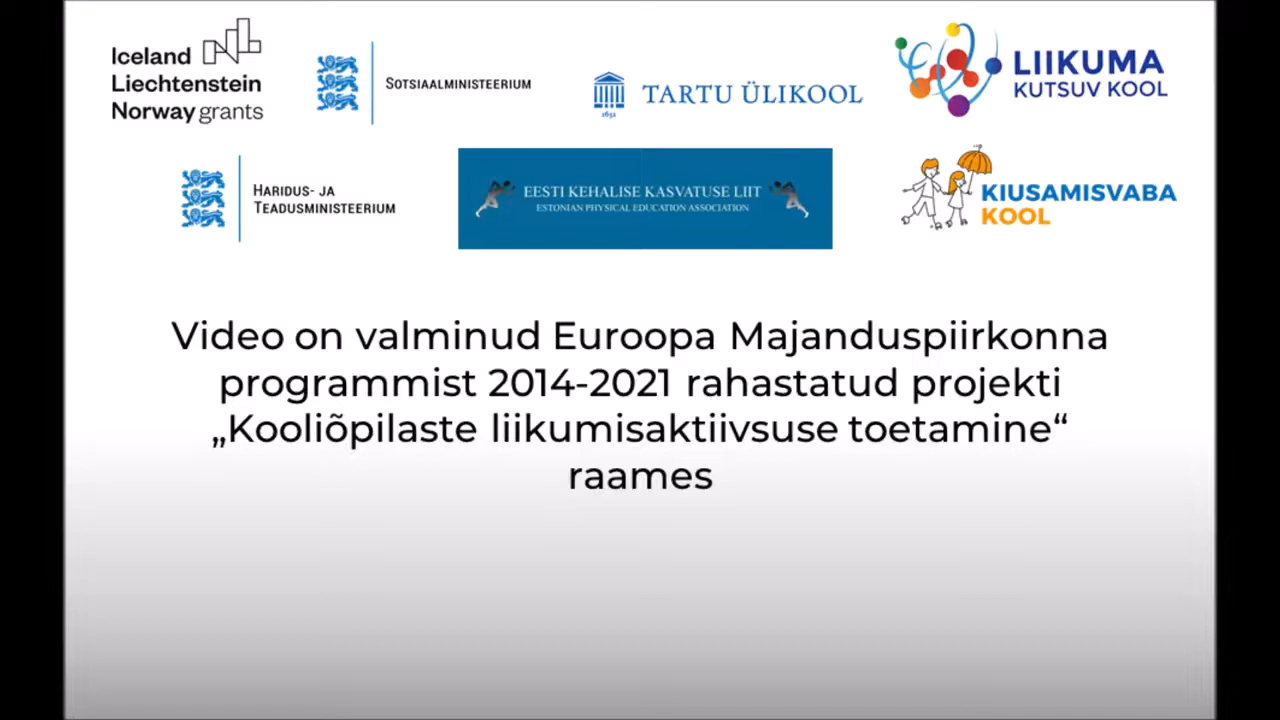 Iceland
Liechtenstein
Norway grants
SOTSIAALMINISTEERIUM
1632
TARTU ÜLIKOOL
LIIKUMA
KUTSUV KOOL
HARIDUS- JA
TEADUSMINISTEERIUM
EESTI KEHALISE KASVATUSE LIIT
ESTONIAN PHYSICAL EDUCATION ASSOCIATION
KIUSAMISVABA
KOOL
Video on valminud Euroopa Majanduspiirkonna
programmist 2014-2021 rahastatud projekti
„Kooliõpilaste liikumisaktiivsuse toetamine“
raames